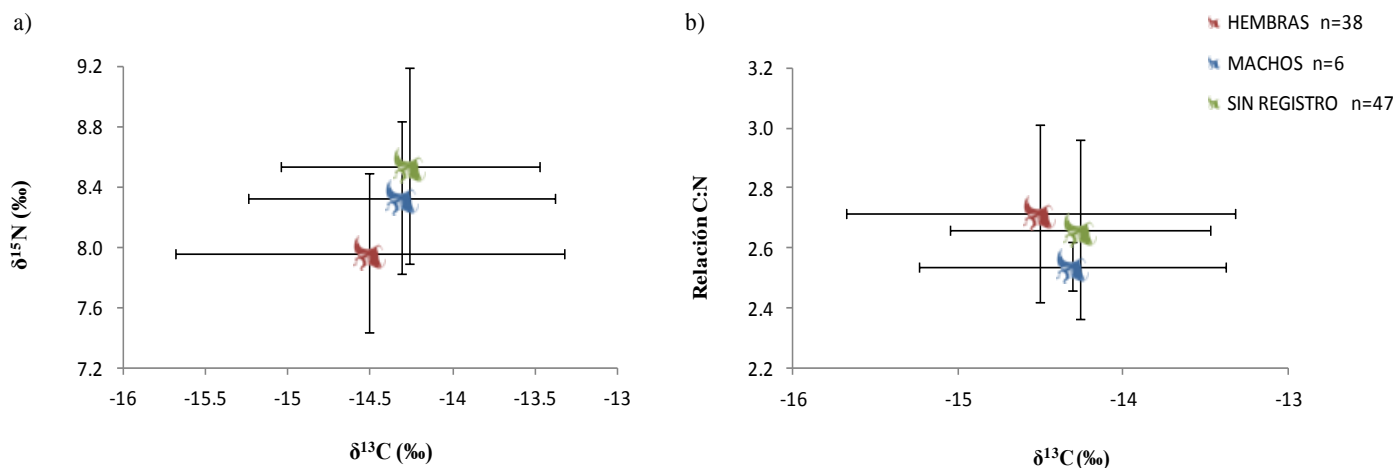 a)
9.2
8.8
8.4
8.0
7.6
7.2
δ15N (‰)
-16 -15.5 -15 -14.5 -14 -13.5 -13
δ13C (‰)
b)
HEMBRAS n=38
MACHOS n=6
SIN REGISTRO n=47
3.2
3.0
2.8
2.6
2.4
2.2
Relación C:N
-16 -15 -14 -13
δ13C (‰)